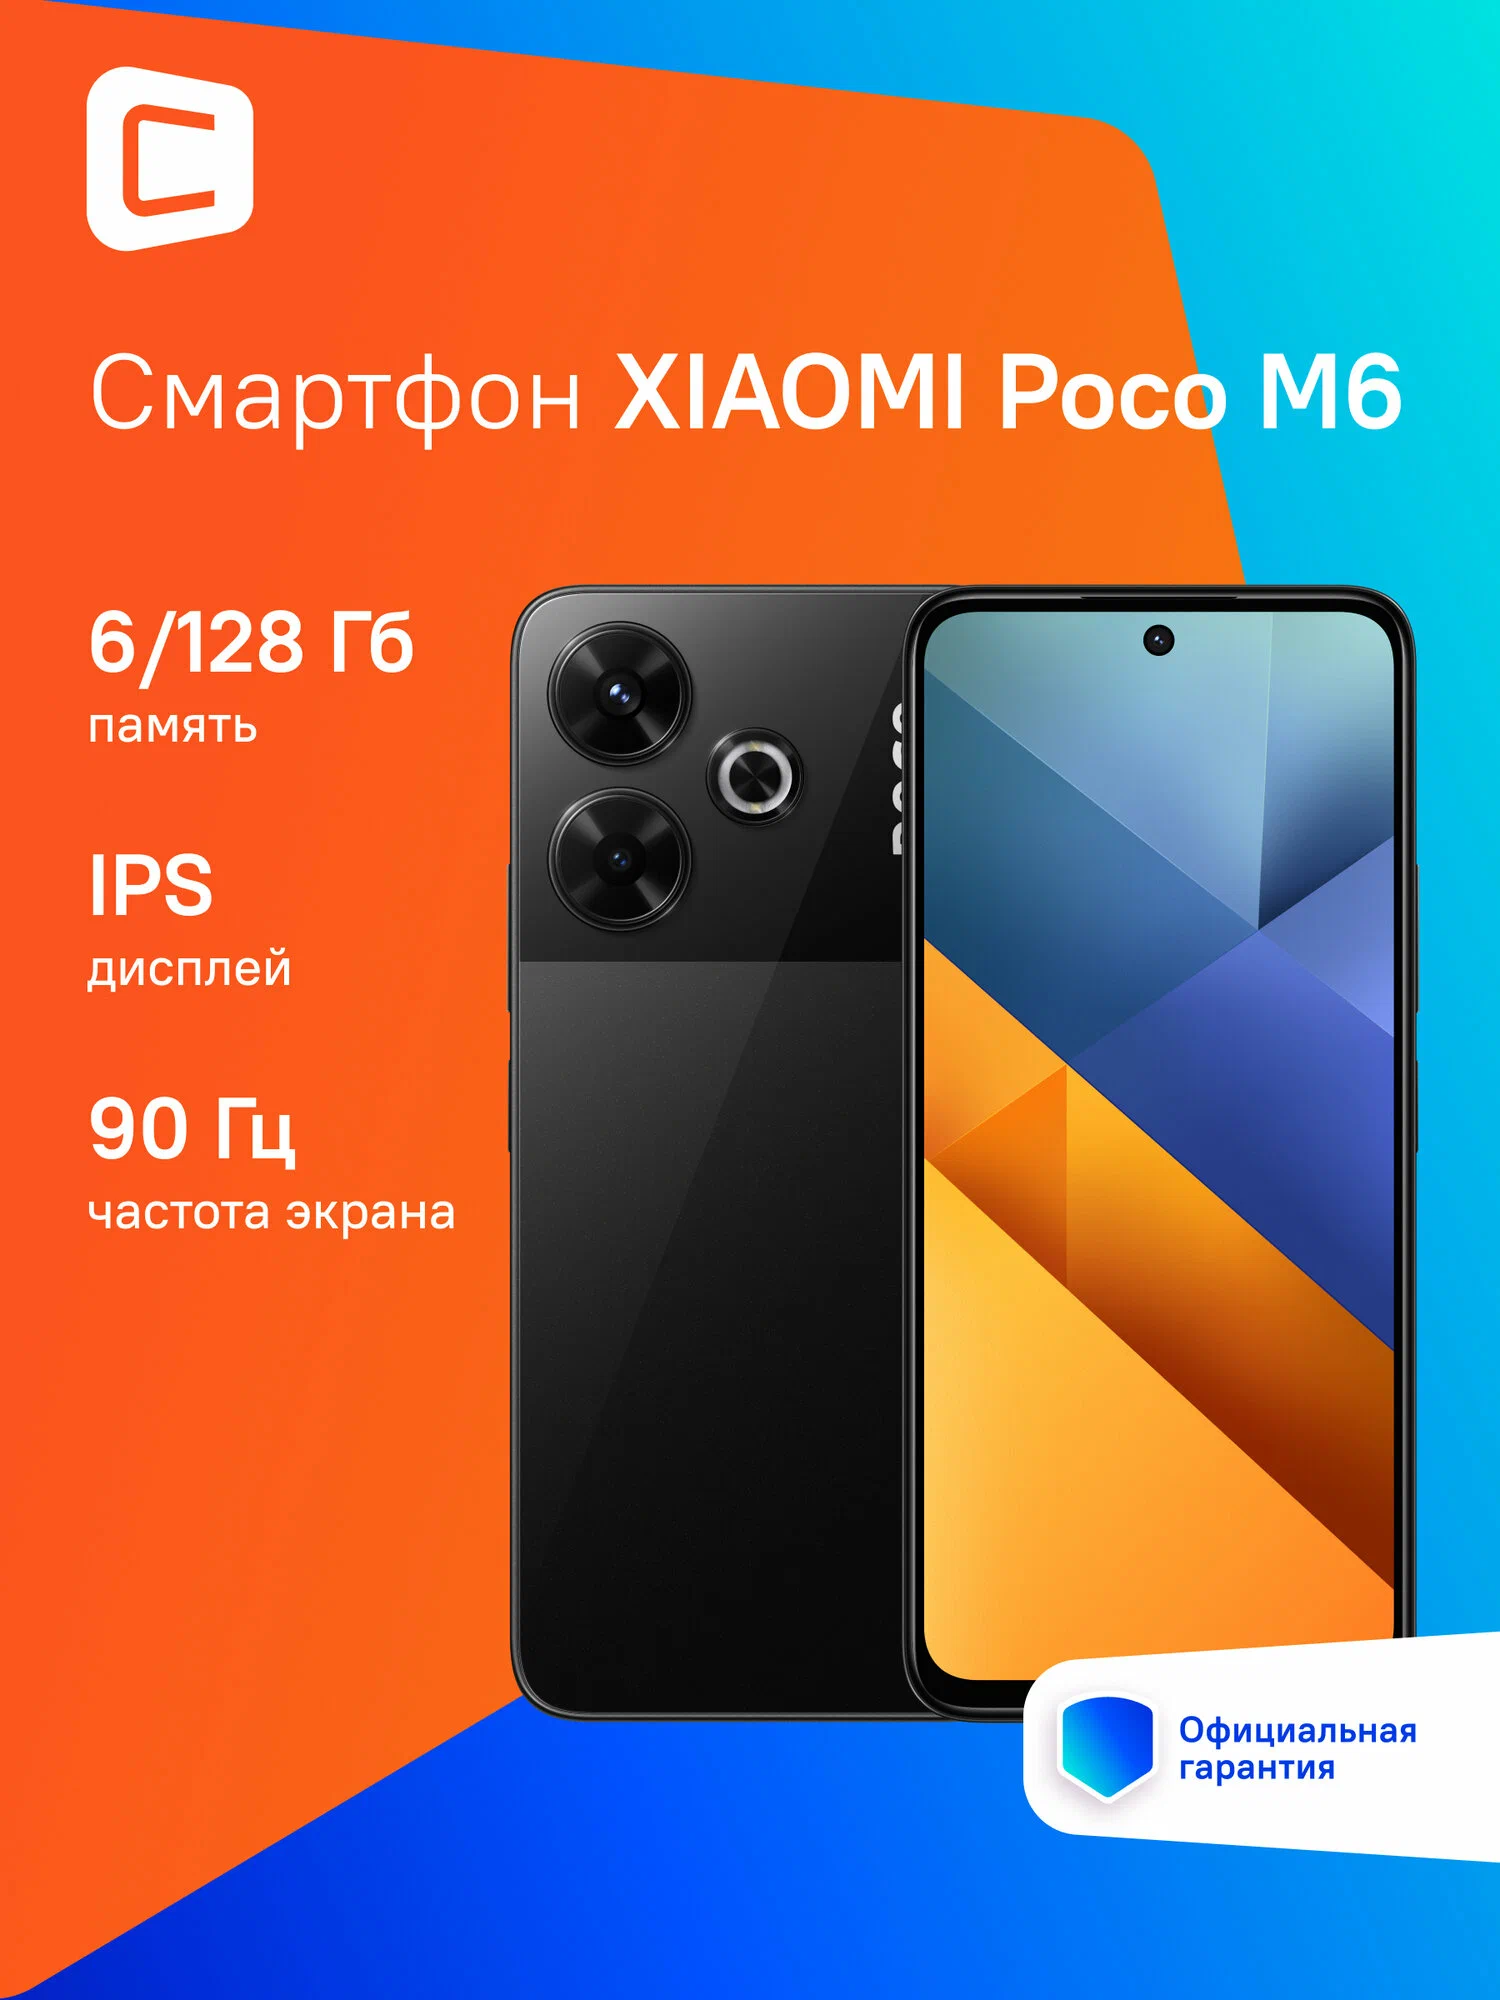 Смартфон XIAOMI Poco M6
6/128 Гб
память
IPS
дисплей
90 Гц
частота экрана
Официальная
гарантия